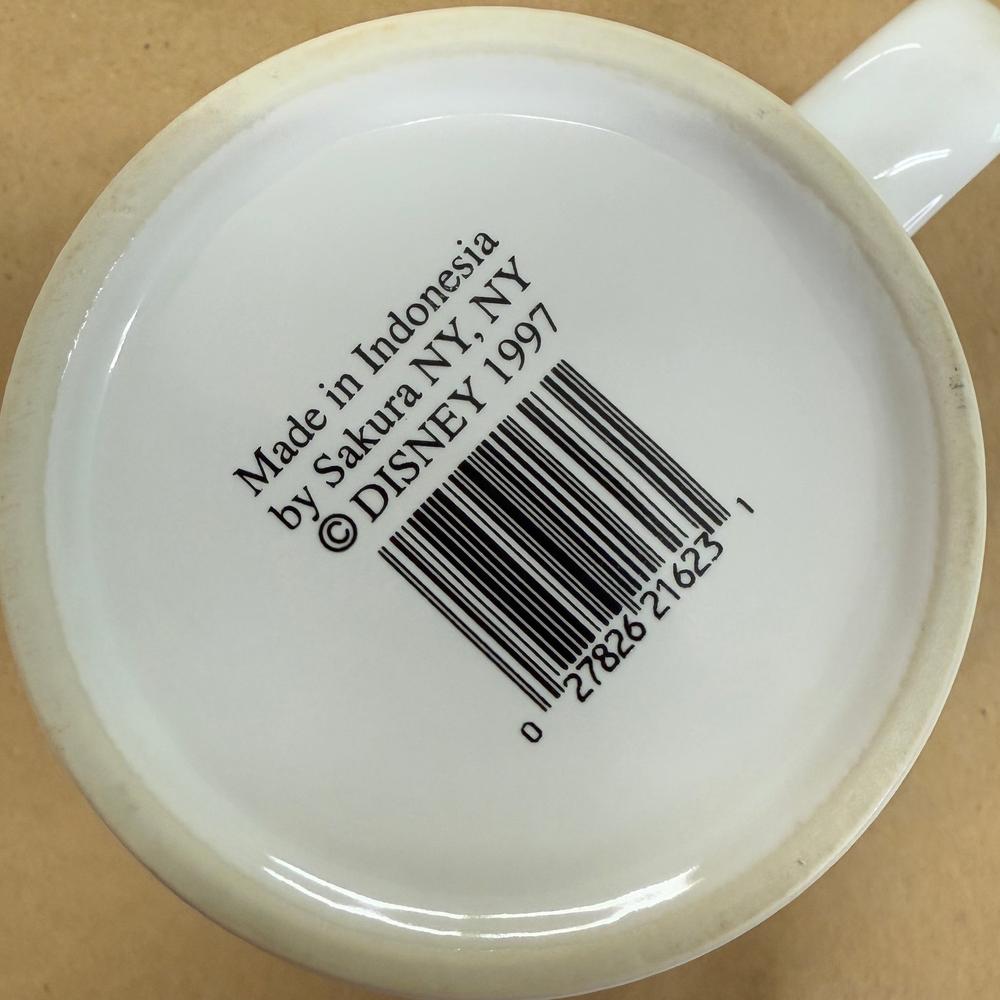 Made in Indonesia
by Sakura NY, NY
© DISNEY 1997
0 27826 21623 1